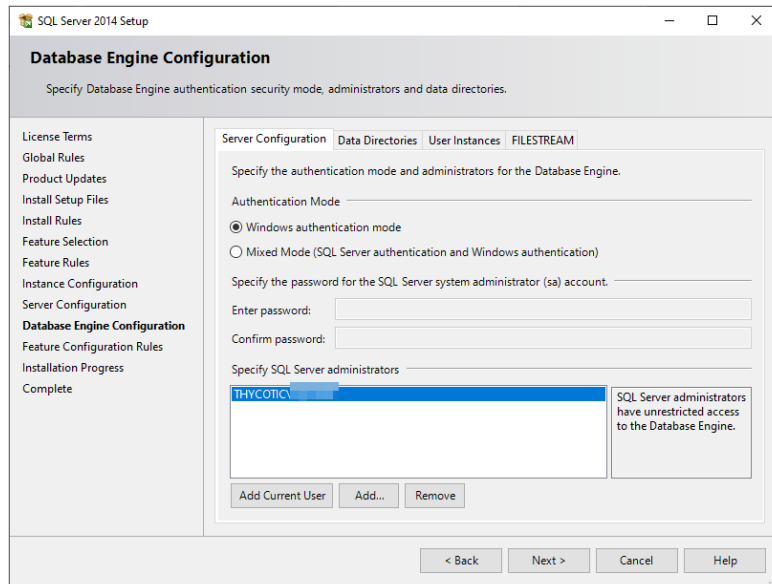 SQL Server 2014 Setup
Database Engine Configuration
Specify Database Engine authentication security mode, administrators and data directories.
License Terms
Global Rules
Product Updates
Install Setup Files
Install Rules
Feature Selection
Feature Rules
Instance Configuration
Server Configuration
Database Engine Configuration
Feature Configuration Rules
Installation Progress
Complete
Server Configuration Data Directories User Instances FILESTREAM
Specify the authentication mode and administrators for the Database Engine.
Authentication Mode
Windows authentication mode
Mixed Mode (SQL Server authentication and Windows authentication)
Specify the password for the SQL Server system administrator (sa) account.
Enter password:
Confirm password:
Specify SQL Server administrators
THYCOTIC\
SQL Server administrators
have unrestricted access
to the Database Engine.
Add Current User Add... Remove
< Back Next > Cancel Help